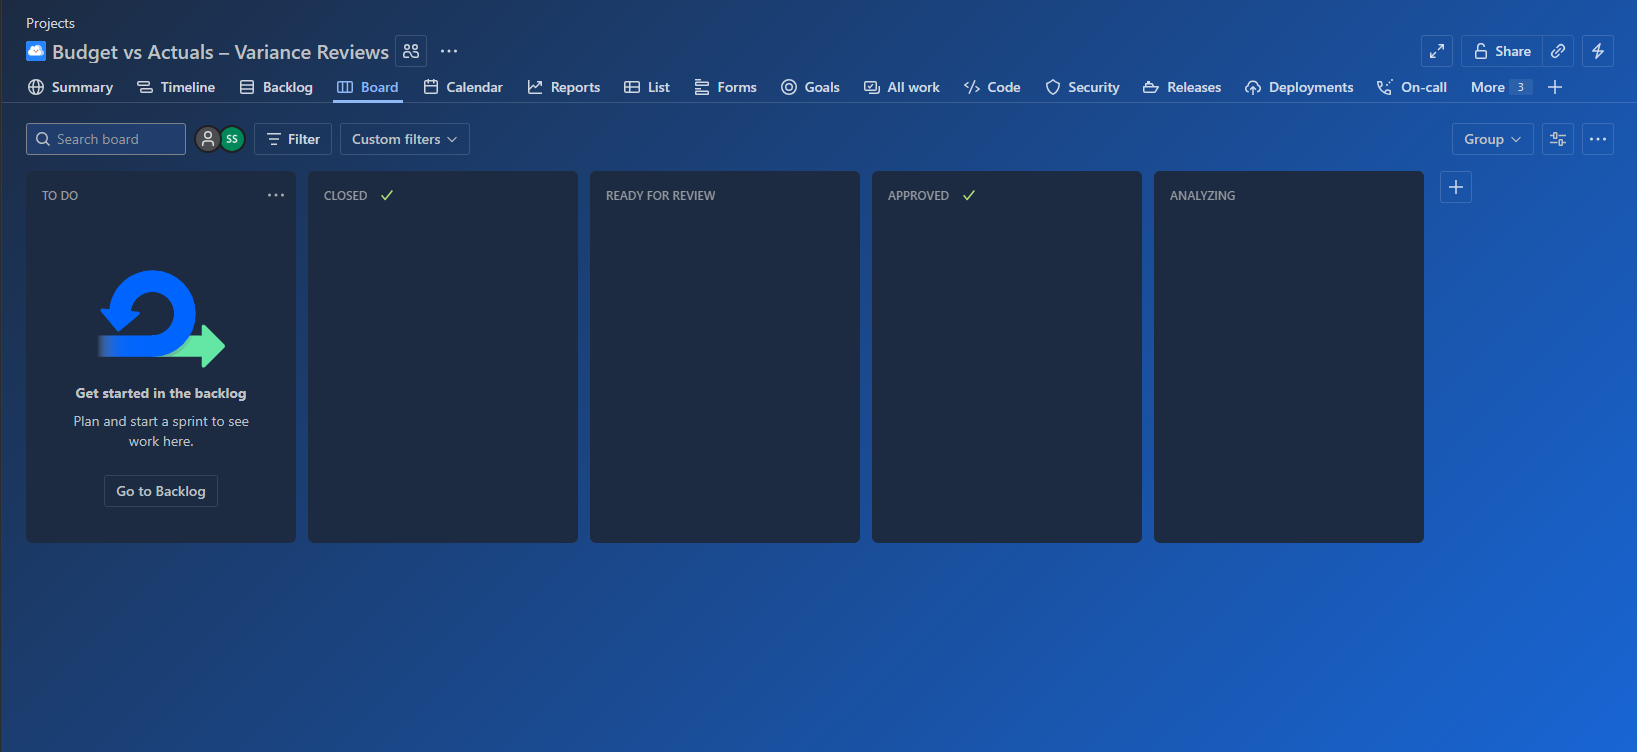 Projects
Budget vs Actuals – Variance Reviews
Share
Summary Timeline Backlog Board Calendar Reports List Forms Goals All work Code Security Releases Deployments On-call More 3
Search board SS Filter Custom filters Group
TO DO CLOSED READY FOR REVIEW APPROVED ANALYZING
Get started in the backlog
Plan and start a sprint to see
work here.
Go to Backlog